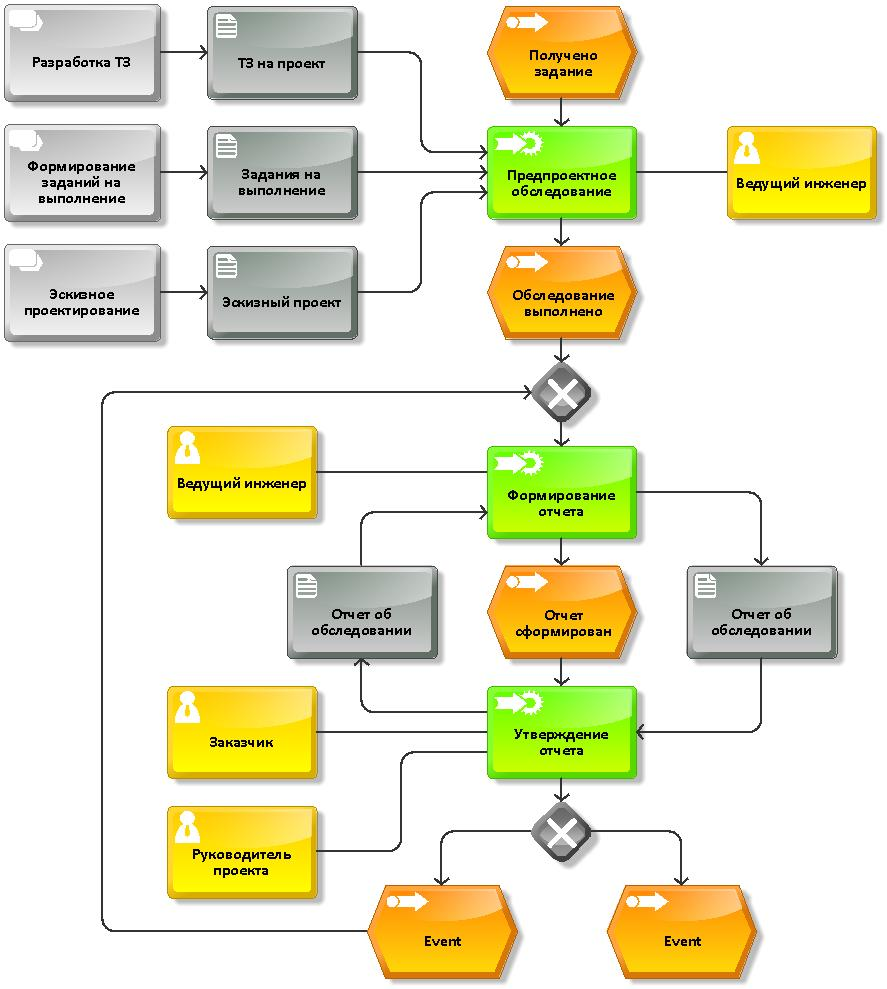 Разработка ТЗ
ТЗ на проект
Получено
задание
Формирование
заданий на
выполнение
Задания на
выполнение
Предпроектное
обследование
Ведущий инженер
Эскизное
проектирование
Эскизный проект
Обследование
выполнено
Ведущий инженер
Формирование
отчета
Отчет об
обследовании
Отчет
сформирован
Отчет об
обследовании
Заказчик
Утверждение
отчета
Руководитель
проекта
Event
Event